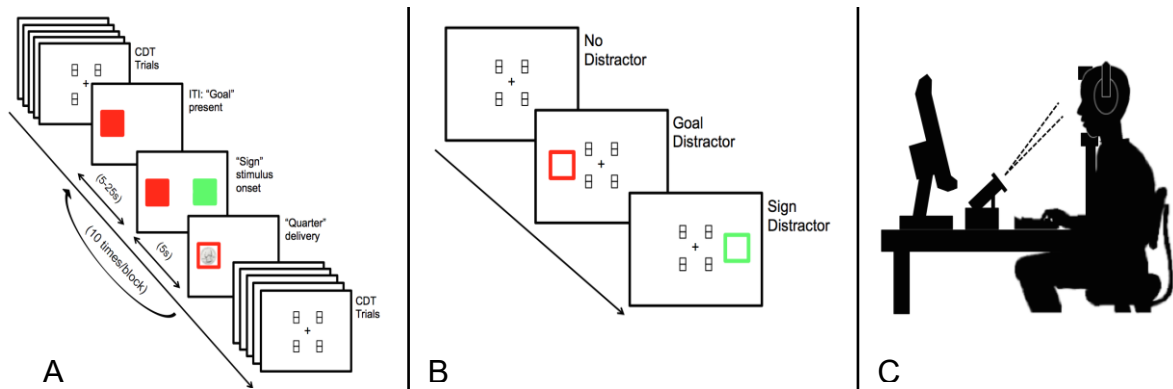 CDT
Trials
ITI: “Goal”
present
“Sign”
stimulus
onset
(5-25s)
“Quarter”
delivery
(5s)
(10 times/block)
CDT
Trials
A
No
Distractor
Goal
Distractor
Sign
Distractor
B
C